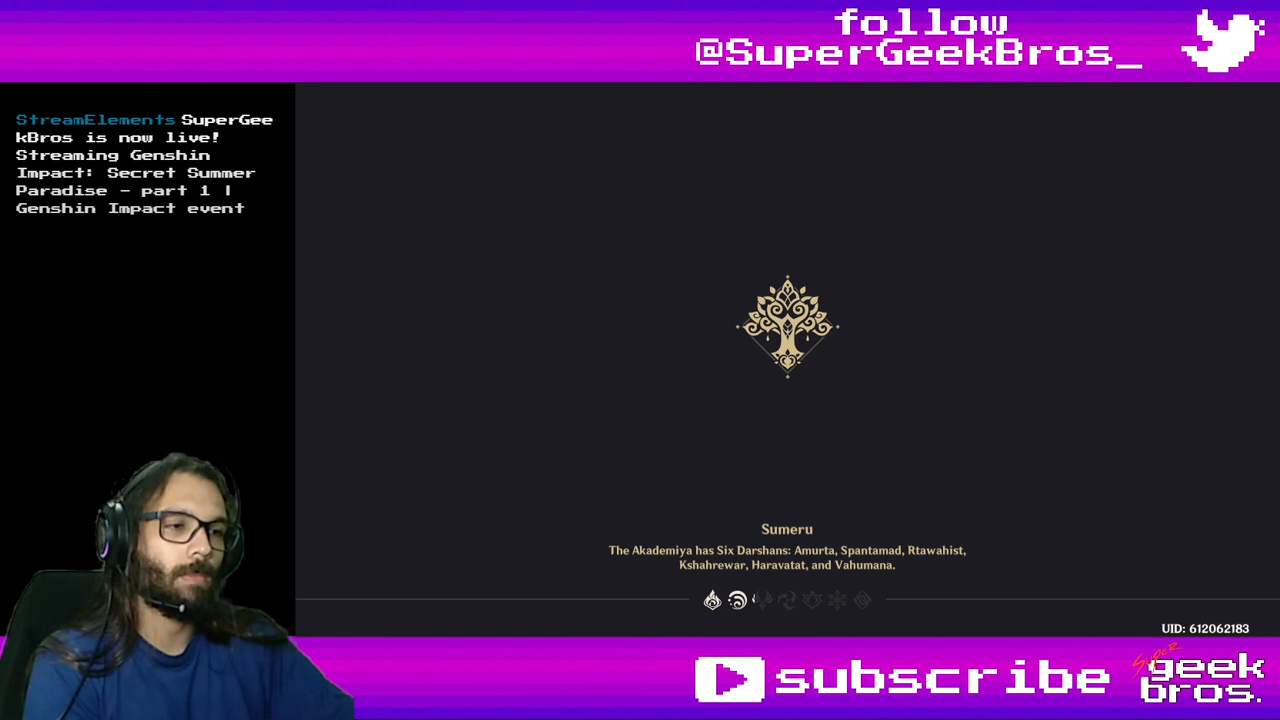 follow
@SuperGeekBros_
StreamElements SuperGee
kBros is now live!
Streaming Genshin
Impact: Secret Summer
Paradise - part 1 |
Genshin Impact event
Sumeru
The Akademiya has Six Darshans: Amurta, Spantamad, Rtawahist,
Kshahrewar, Haravatat, and Vahumana.
UID: 612062183
subscribe
SUPER
geek
bros.